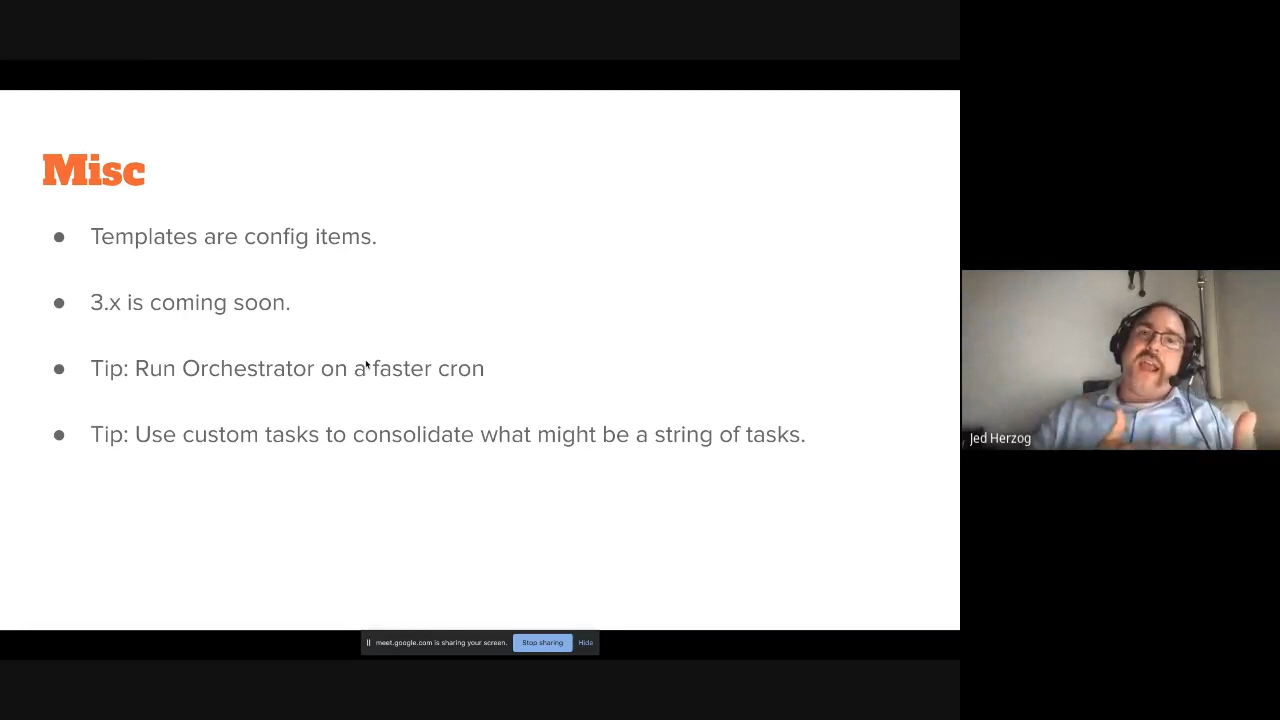 Misc
● Templates are config items.
● 3.x is coming soon.
● Tip: Run Orchestrator on a faster cron
● Tip: Use custom tasks to consolidate what might be a string of tasks.
Jed Herzog
meet.google.com is sharing your screen. Stop sharing Hide